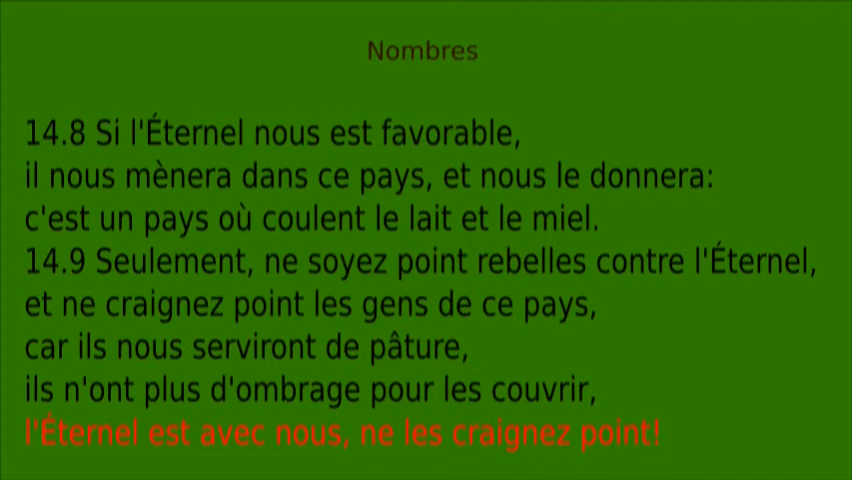 Nombres
14.8 Si l'Éternel nous est favorable,
il nous mènera dans ce pays, et nous le donnera:
c'est un pays où coulent le lait et le miel.
14.9 Seulement, ne soyez point rebelles contre l'Éternel,
et ne craignez point les gens de ce pays,
car ils nous serviront de pâture,
ils n'ont plus d'ombrage pour les couvrir,
l'Éternel est avec nous, ne les craignez point!